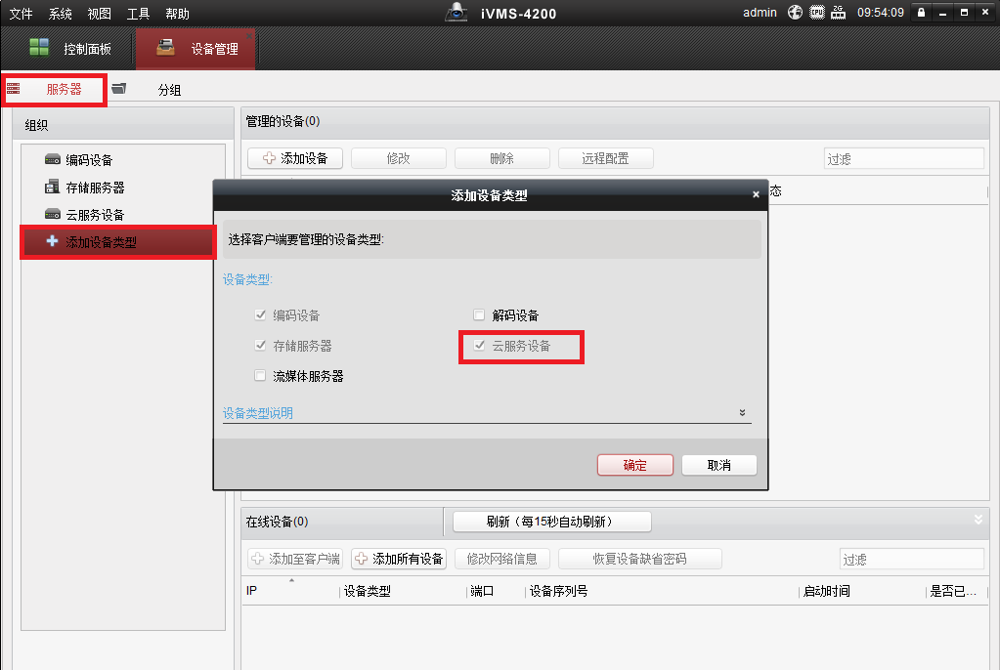 文件 系统 视图 工具 帮助 iVMS-4200 admin 2G 09:54:09
控制面板 设备管理
服务器 分组
组织
编码设备
存储服务器
云服务设备
添加设备类型
管理的设备(0)
添加设备 修改 删除 远程配置 过滤
态
添加设备类型
选择客户端要管理的设备类型:
设备类型:
编码设备 解码设备
存储服务器 云服务设备
流媒体服务器
设备类型说明
确定 取消
在线设备(0) 刷新（每15秒自动刷新）
添加至客户端 添加所有设备 修改网络信息 恢复设备缺省密码 过滤
IP 设备类型 端口 设备序列号 启动时间 是否已...